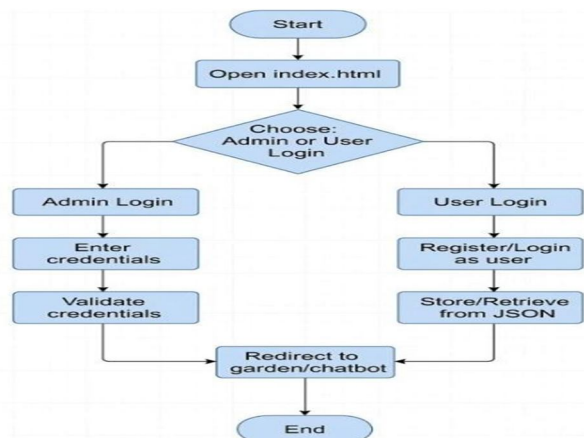 Start
Open index.html
Choose:
Admin or User
Login
Admin Login
User Login
Enter
credentials
Register/Login
as user
Validate
credentials
Store/Retrieve
from JSON
Redirect to
garden/chatbot
End